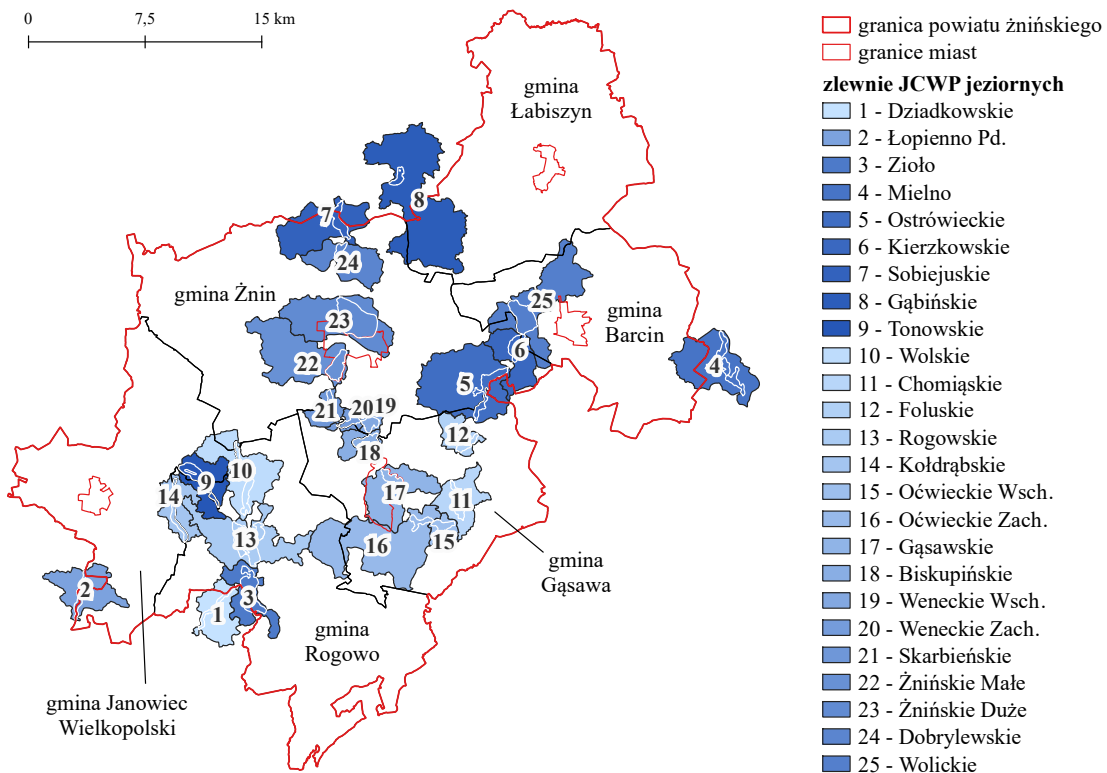 0
7,5
15 km
gmina
Łabiszyn
8
7
24
gmina Żnin
25
23
gmina
Barcin
22
6
4
5
21
20
19
12
18
10
9
14
17
11
13
16
15
gmina
Gąsawa
2
1
3
gmina
Rogowo
gmina Janowiec
Wielkopolski
granica powiatu żnińskiego
granice miast
zlewnie JCWP jeziornych
1 - Dziadkowskie
2 - Łopienno Pd.
3 - Zioło
4 - Mielno
5 - Ostrówieckie
6 - Kierzkowskie
7 - Sobiejuskie
8 - Gąbińskie
9 - Tonowskie
10 - Wolskie
11 - Chomiąskie
12 - Foluskie
13 - Rogowskie
14 - Kołdrąbskie
15 - Oćwieckie Wsch.
16 - Oćwieckie Zach.
17 - Gąsawskie
18 - Biskupińskie
19 - Weneckie Wsch.
20 - Weneckie Zach.
21 - Skarbieńskie
22 - Żnińskie Małe
23 - Żnińskie Duże
24 - Dobrylewskie
25 - Wolickie